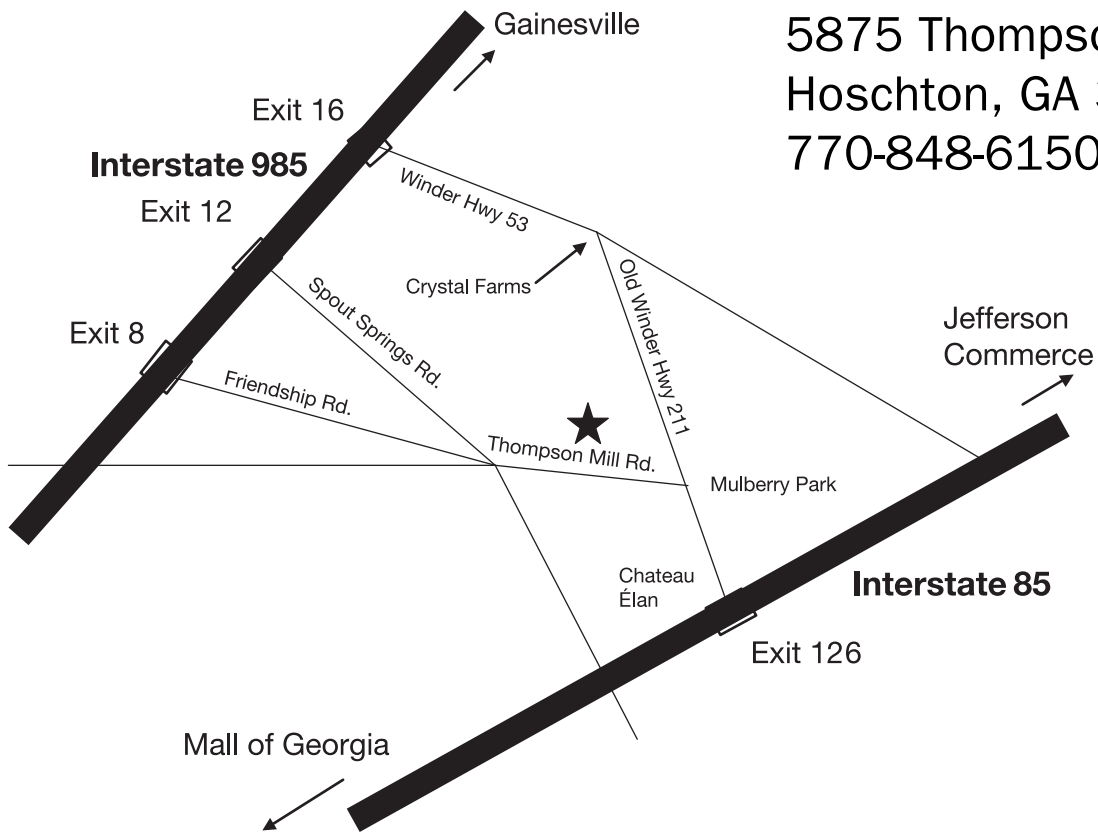 Gainesville
5875 Thompso
Hoschton, GA
770-848-6150
Exit 16
Interstate 985
Winder Hwy 53
Exit 12
Crystal Farms
Old Winder Hwy 211
Spout Springs Rd.
Jefferson
Commerce
Exit 8
Friendship Rd.
Thompson Mill Rd.
Mulberry Park
Chateau
Élan
Interstate 85
Exit 126
Mall of Georgia